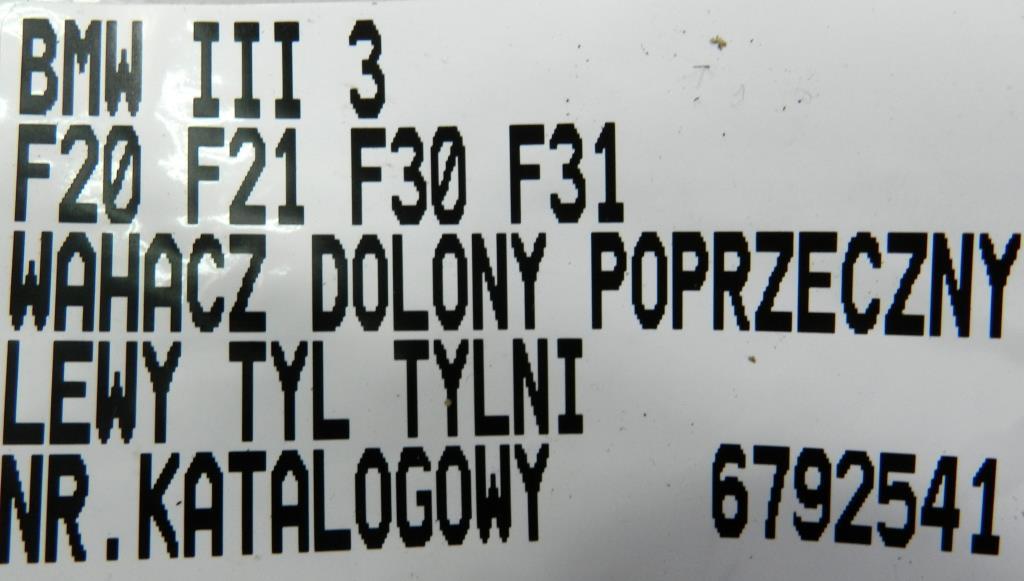 BMW III 3
F20 F21 F30 F31
WAHACZ DOLONY POPRZECZNY
LEWY TYL TYLNI
NR.KATALOGOWY 6792541